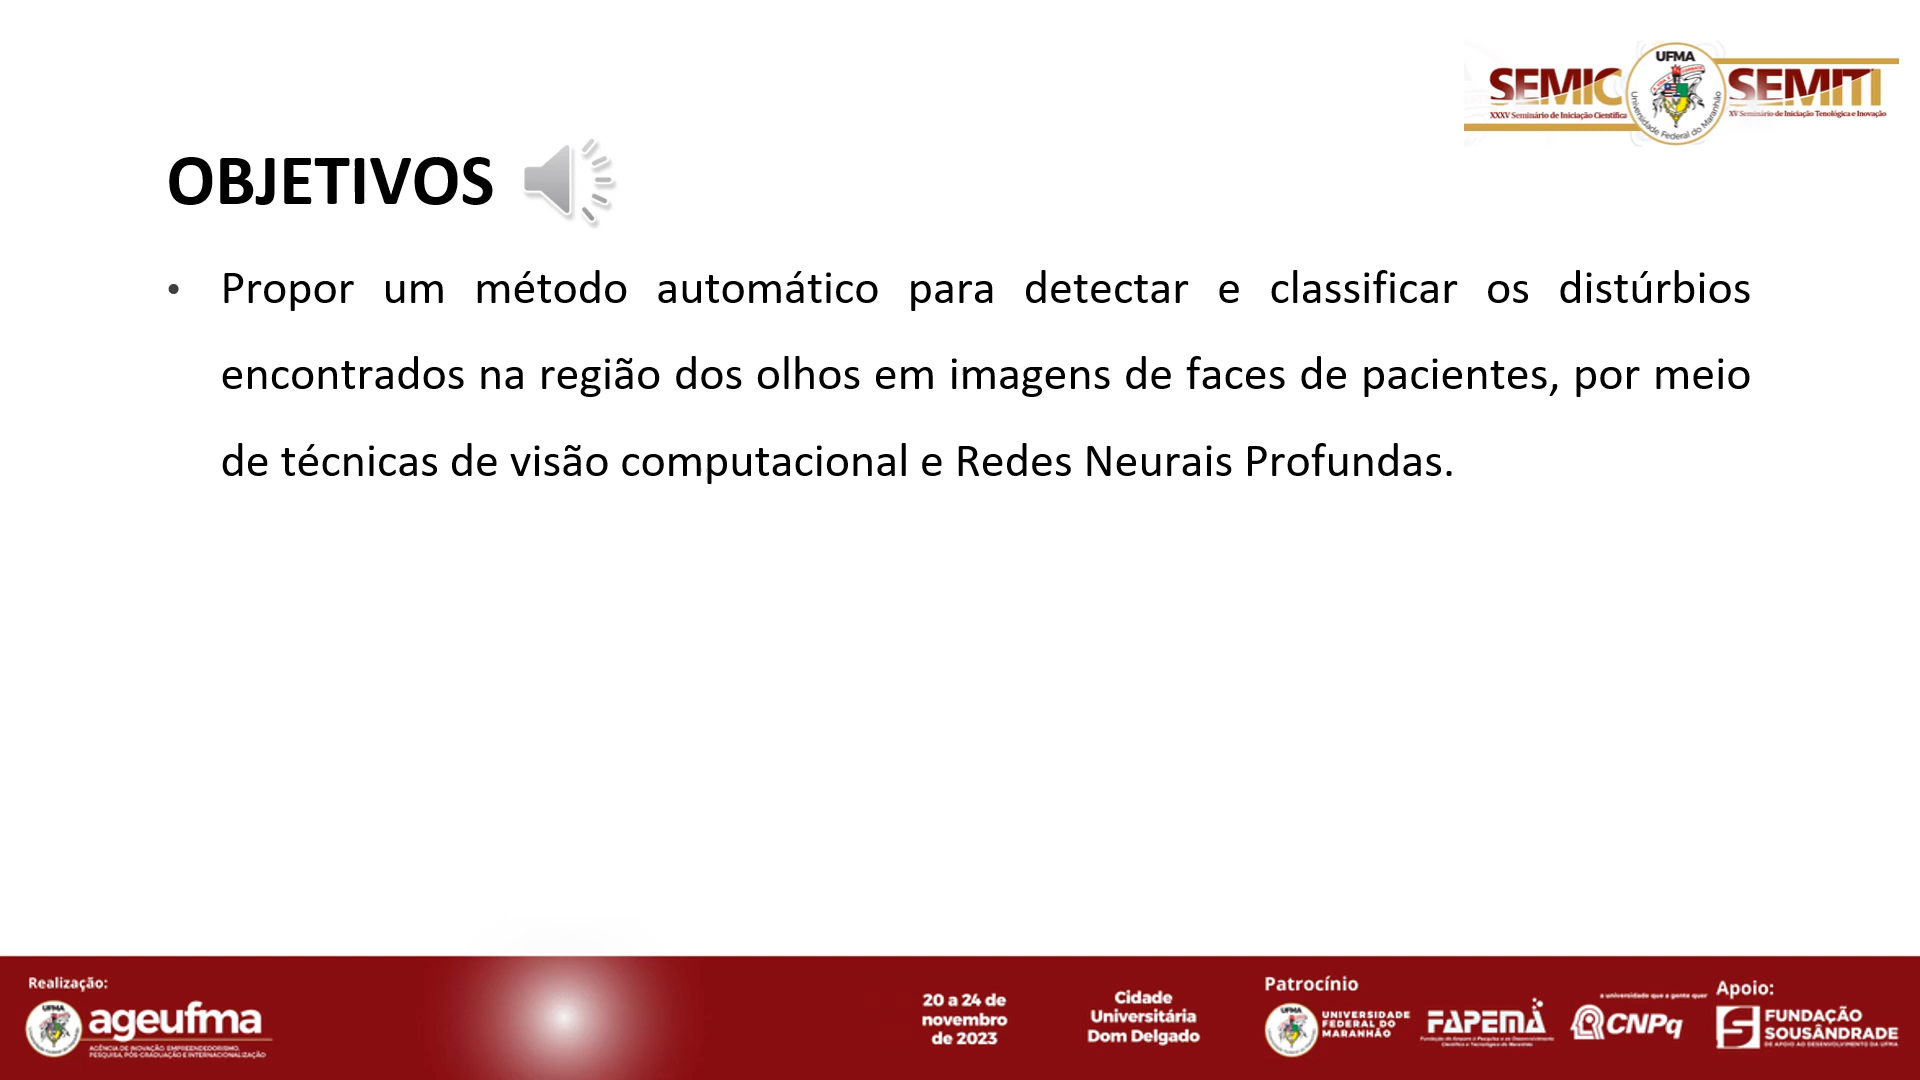 UFMA
SEMIC
XXXV Seminário de Iniciação Científica
Universidade Federal do Maranhão
SEMITI
XV Seminário de Iniciação Tenológica e Inovação
OBJETIVOS
• Propor um método automático para detectar e classificar os distúrbios
encontrados na região dos olhos em imagens de faces de pacientes, por meio
de técnicas de visão computacional e Redes Neurais Profundas.
Realização:
UFMA
ageufma
AGÊNCIA DE INOVAÇÃO, EMPREENDEDORISMO,
PESQUISA, PÓS-GRADUAÇÃO E INTERNACIONALIZAÇÃO
20 a 24 de
novembro
de 2023
Cidade
Universitária
Dom Delgado
Patrocínio
UFMA
UNIVERSIDADE
FEDERAL DO
MARANHÃO
a universidade que a gente quer
FAPEMA
Fundação de Amparo à Pesquisa e ao Desenvolvimento
Científico e Tecnológico do Maranhão
CNPq
Apoio:
FUNDAÇÃO
SOUSÂNDRADE
DE APOIO AO DESENVOLVIMENTO DA UFMA